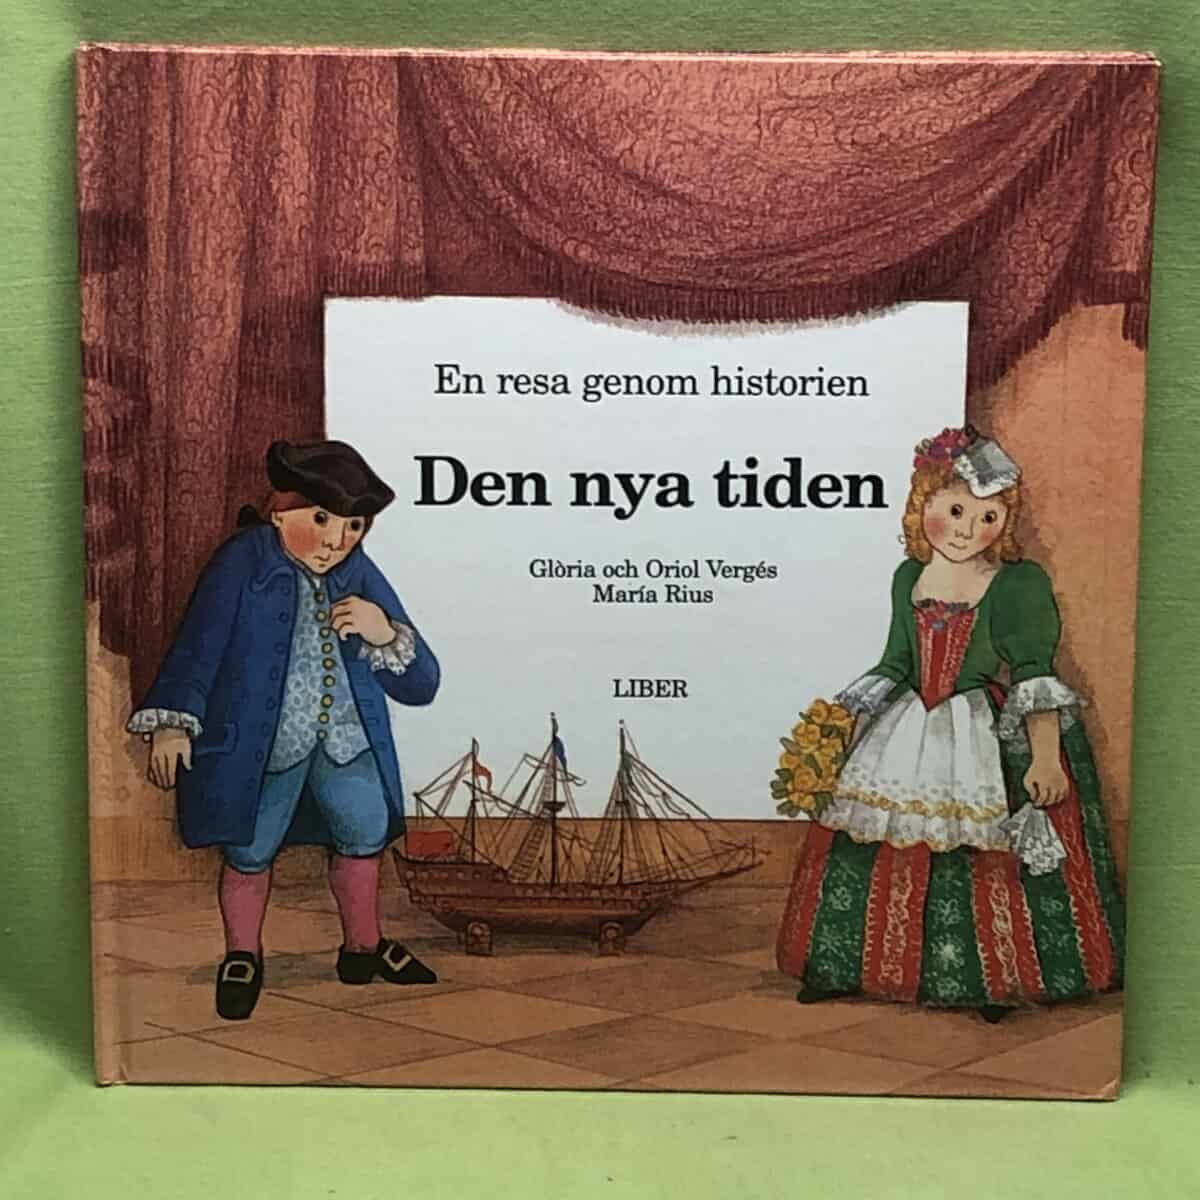 En resa genom historien
Den nya tiden
Glòria och Oriol Vergés
María Rius
LIBER